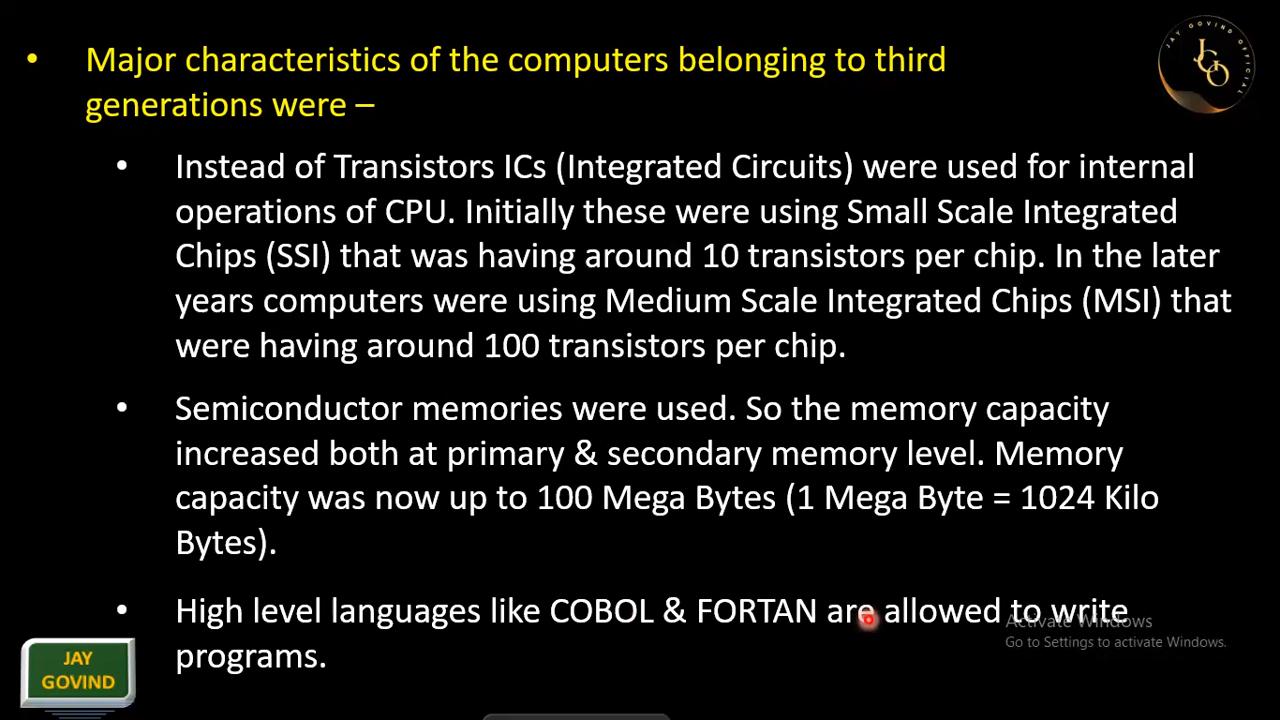 • Major characteristics of the computers belonging to third
generations were –
JAY GOVIND OFFICIAL
JGO
• Instead of Transistors ICs (Integrated Circuits) were used for internal
operations of CPU. Initially these were using Small Scale Integrated
Chips (SSI) that was having around 10 transistors per chip. In the later
years computers were using Medium Scale Integrated Chips (MSI) that
were having around 100 transistors per chip.
• Semiconductor memories were used. So the memory capacity
increased both at primary & secondary memory level. Memory
capacity was now up to 100 Mega Bytes (1 Mega Byte = 1024 Kilo
Bytes).
• High level languages like COBOL & FORTAN are allowed to write
programs.
Activate Windows
Go to Settings to activate Windows.
JAY
GOVIND